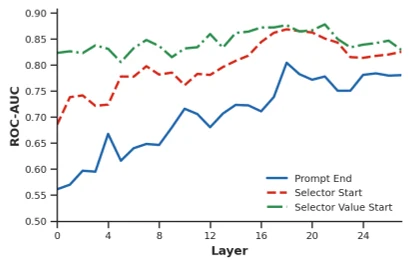 0.90
0.85
0.80
0.75
0.70
0.65
0.60
0.55
0.50
ROC-AUC
Prompt End
Selector Start
Selector Value Start
0 4 8 12 16 20 24
Layer